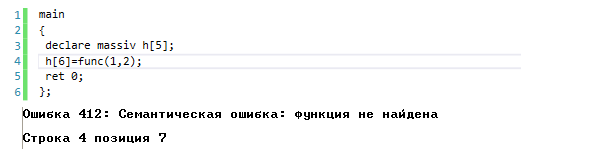 1 main
2 {
3 declare massiv h[5];
4 h[6]=func(1,2);
5 ret 0;
6 };
Ошибка 412: Семантическая ошибка: функция не найдена
Строка 4 позиция 7